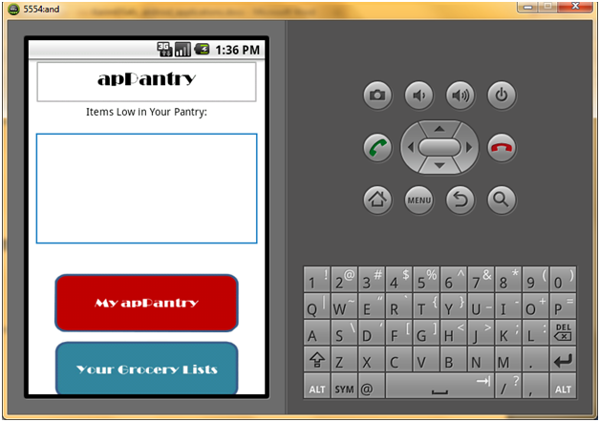 5554:and
3G
1:36 PM
apPantry
Items Low in Your Pantry:
My apPantry
Your Grocery Lists
MENU
1 ! 2 @ 3 # 4 $ 5 % 6 ^ 7 & 8 * 9 ( 0 )
Q | W ~ E “ R ` T { Y } U _ I - O + P =
A S \ D ‘ F [ G ] H < J > K ; L : DEL
Z X C V B N M .
ALT SYM @ / ? , ALT